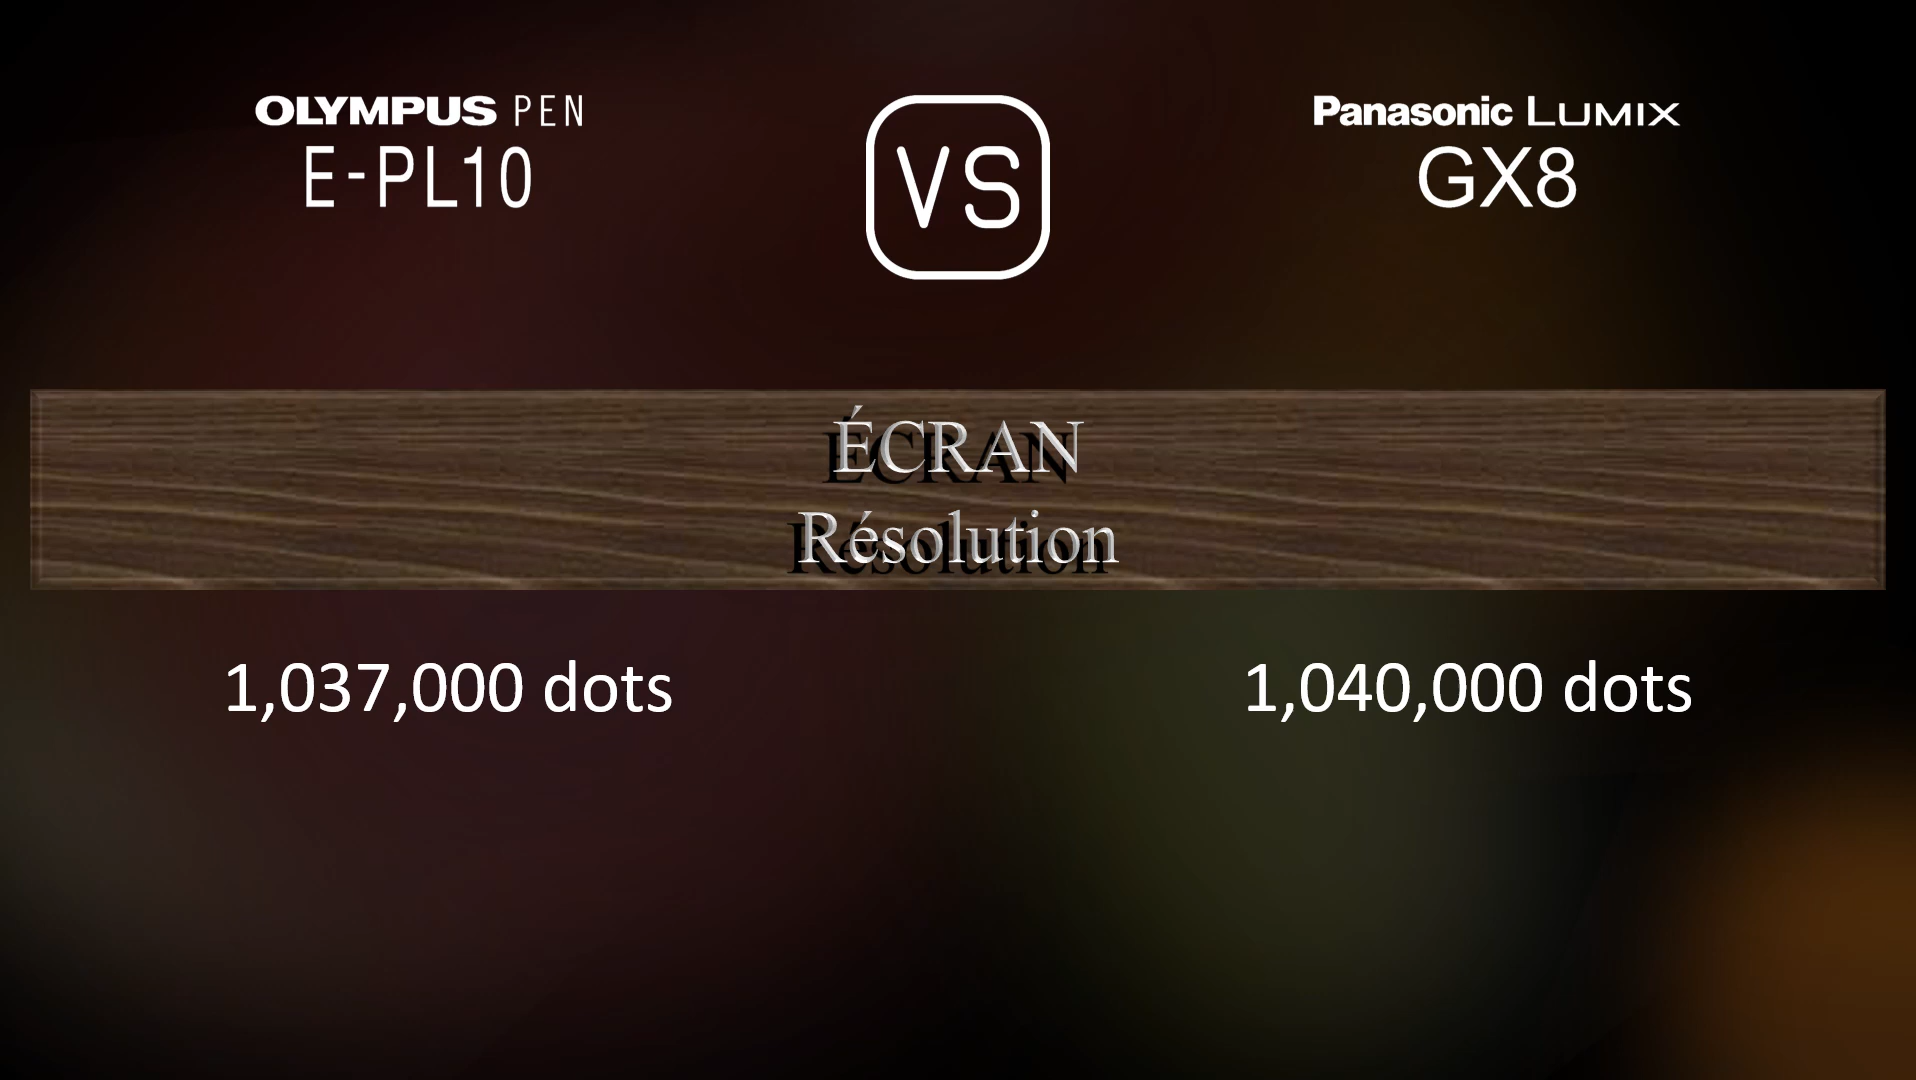 OLYMPUS PEN
E-PL10
VS
Panasonic LUMIX
GX8
ÉCRAN
Résolution
1,037,000 dots
1,040,000 dots